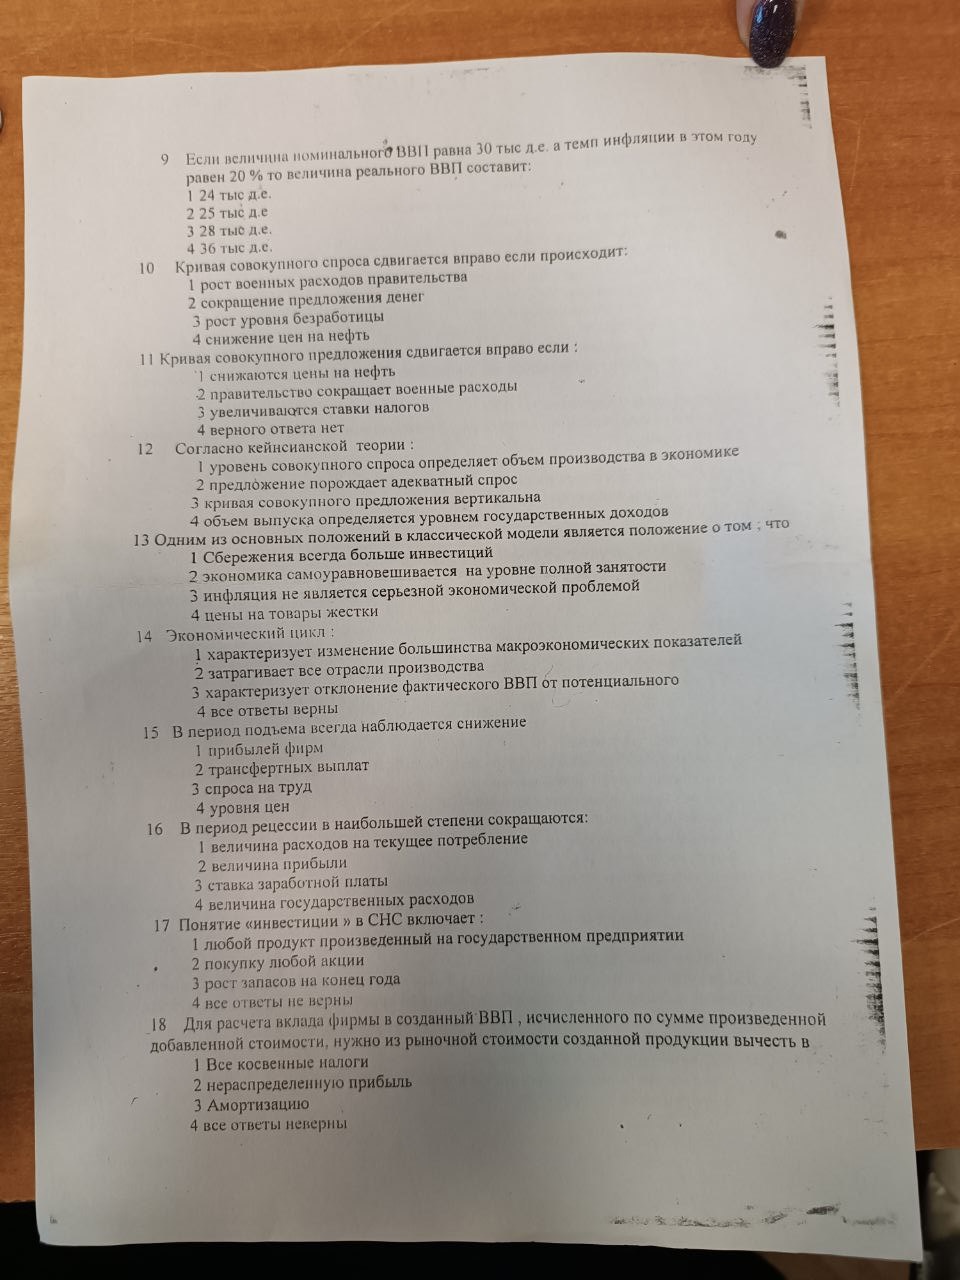 9 Если величина номинального ВВП равна 30 тыс д.е. а темп инфляции в этом году
равен 20 % то величина реального ВВП составит:
1 24 тыс д.е.
2 25 тыс д.е
3 28 тыс д.е.
4 36 тыс д.е.
10 Кривая совокупного спроса сдвигается вправо если происходит:
1 рост военных расходов правительства
2 сокращение предложения денег
3 рост уровня безработицы
4 снижение цен на нефть
11 Кривая совокупного предложения сдвигается вправо если :
1 снижаются цены на нефть
2 правительство сокращает военные расходы
3 увеличиваются ставки налогов
4 верного ответа нет
12 Согласно кейнсианской теории :
1 уровень совокупного спроса определяет объем производства в экономике
2 предложение порождает адекватный спрос
3 кривая совокупного предложения вертикальна
4 объем выпуска определяется уровнем государственных доходов
13 Одним из основных положений в классической модели является положение о том ; что
1 Сбережения всегда больше инвестиций
2 экономика самоуравновешивается на уровне полной занятости
3 инфляция не является серьезной экономической проблемой
4 цены на товары жестки
14 Экономический цикл :
1 характеризует изменение большинства макроэкономических показателей
2 затрагивает все отрасли производства
3 характеризует отклонение фактического ВВП от потенциального
4 все ответы верны
15 В период подъема всегда наблюдается снижение
1 прибылей фирм
2 трансфертных выплат
3 спроса на труд
4 уровня цен
16 В период рецессии в наибольшей степени сокращаются:
1 величина расходов на текущее потребление
2 величина прибыли
3 ставка заработной платы
4 величина государственных расходов
17 Понятие «инвестиции » в СНС включает :
1 любой продукт произведенный на государственном предприятии
2 покупку любой акции
3 рост запасов на конец года
4 все ответы не верны
18 Для расчета вклада фирмы в созданный ВВП , исчисленного по сумме произведенной
добавленной стоимости, нужно из рыночной стоимости созданной продукции вычесть в
1 Все косвенные налоги
2 нераспределенную прибыль
3 Амортизацию
4 все ответы неверны